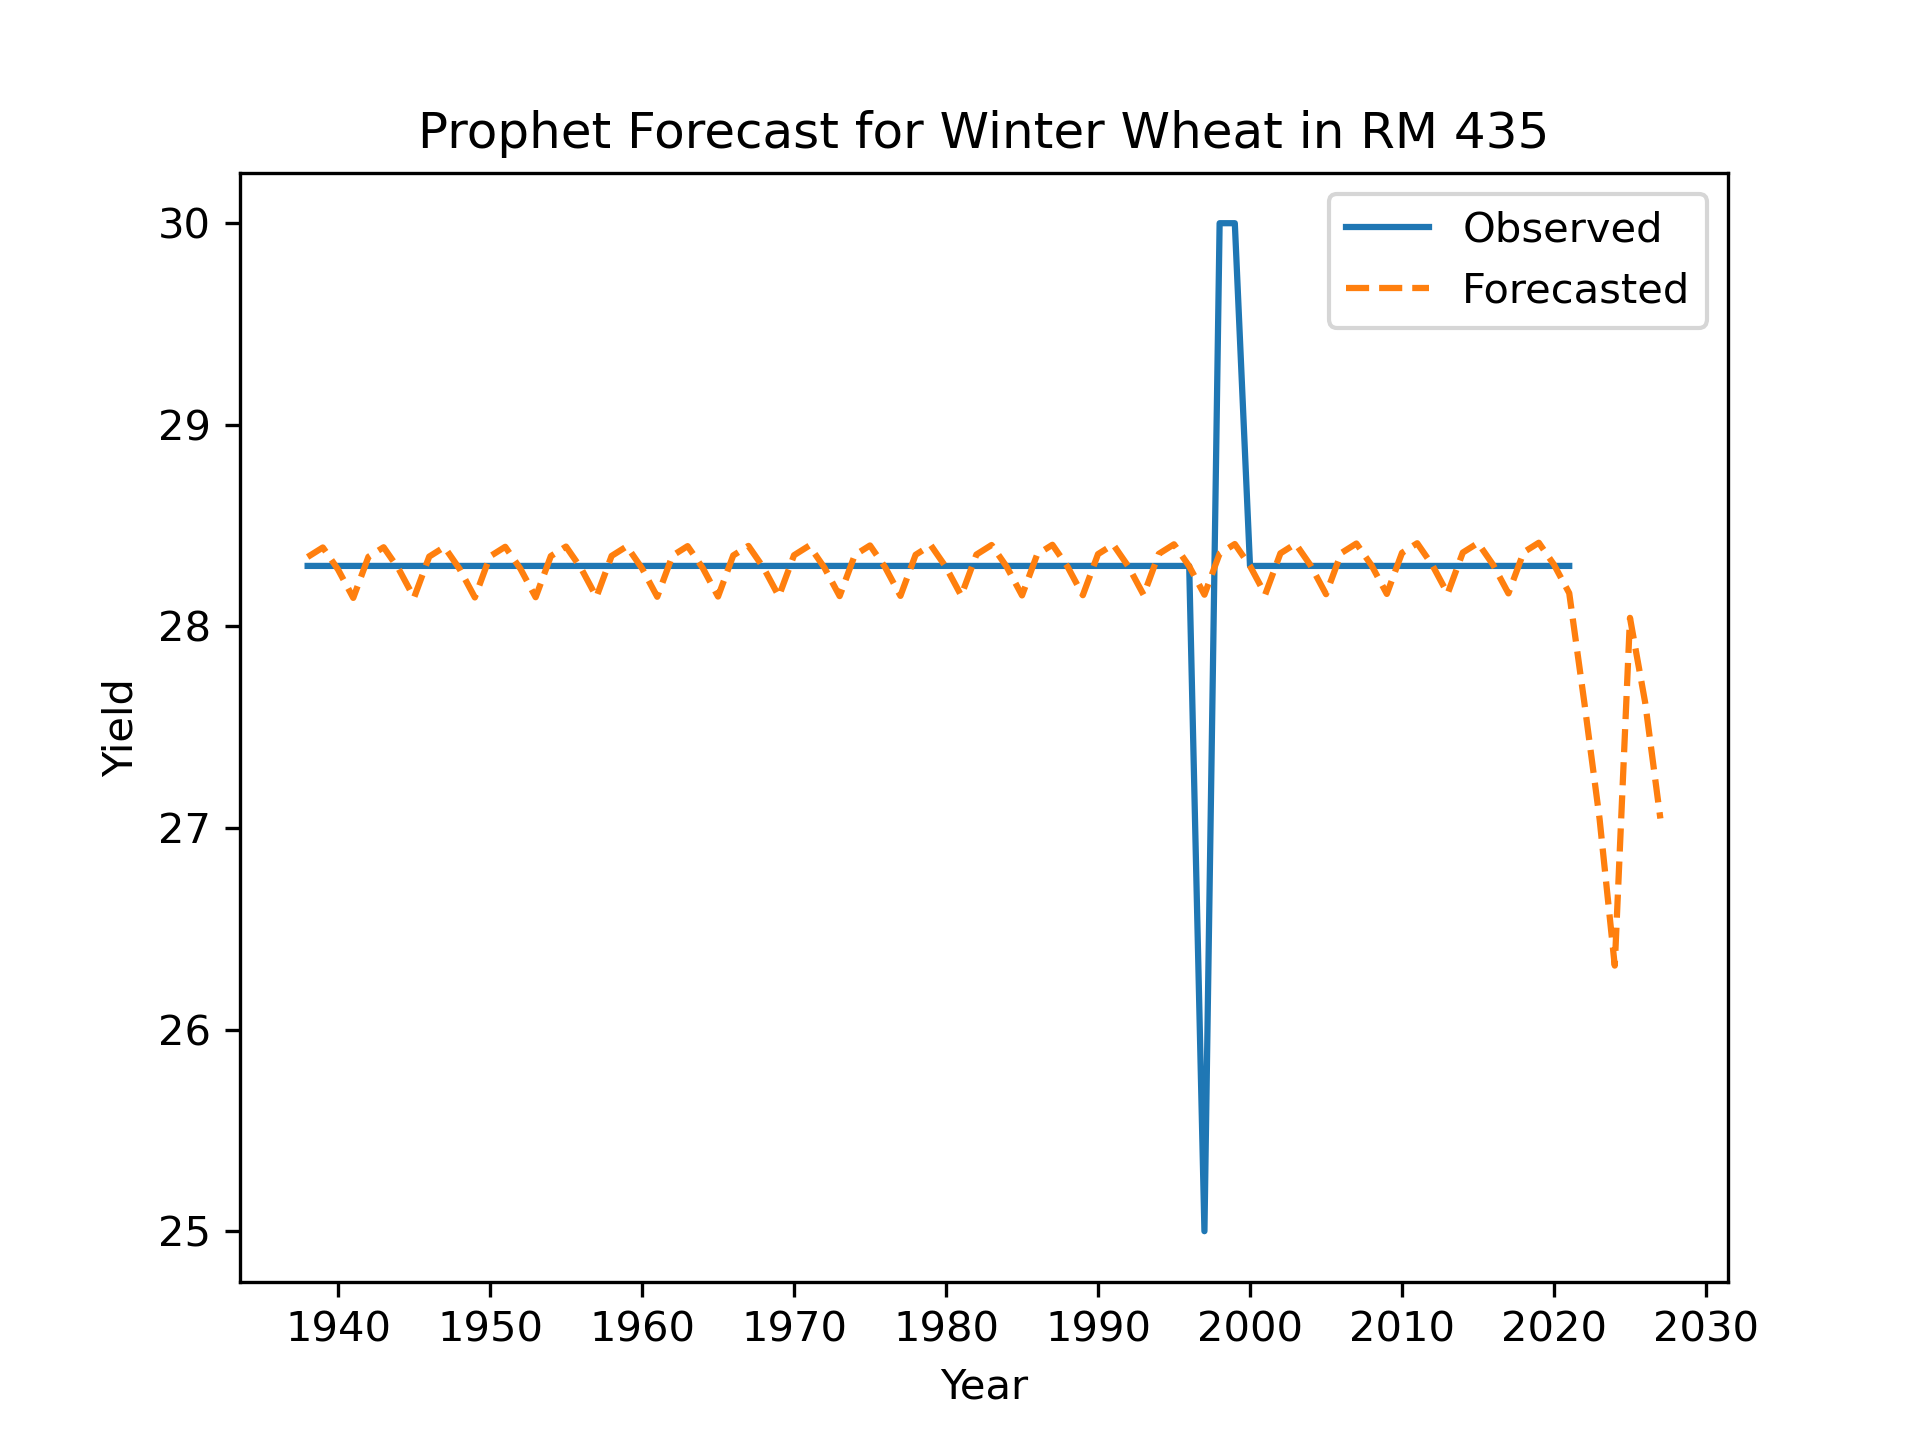 Prophet Forecast for Winter Wheat in RM 435
Observed
Forecasted
30
29
28
27
26
25
Yield
1940 1950 1960 1970 1980 1990 2000 2010 2020 2030
Year